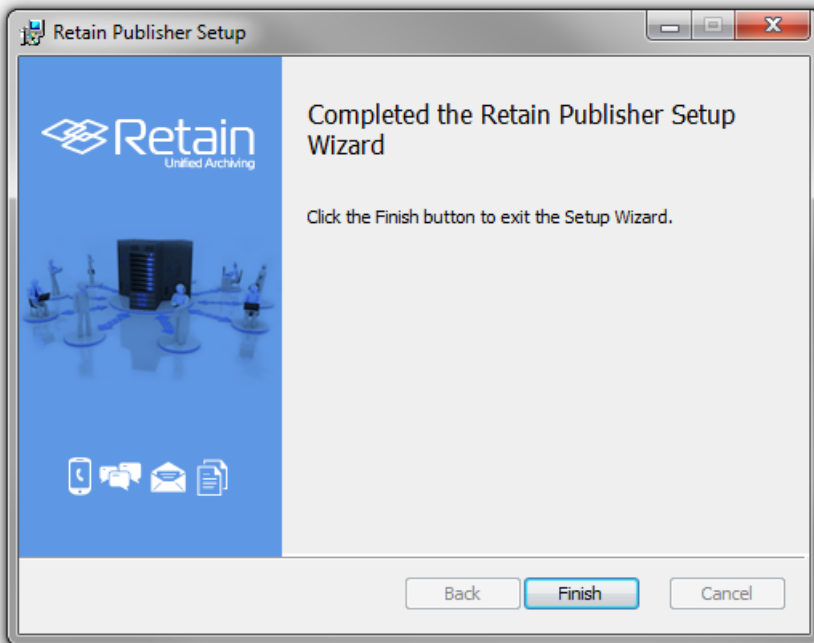 Retain Publisher Setup
Retain
Unified Archiving
Completed the Retain Publisher Setup
Wizard
Click the Finish button to exit the Setup Wizard.
Back
Finish
Cancel